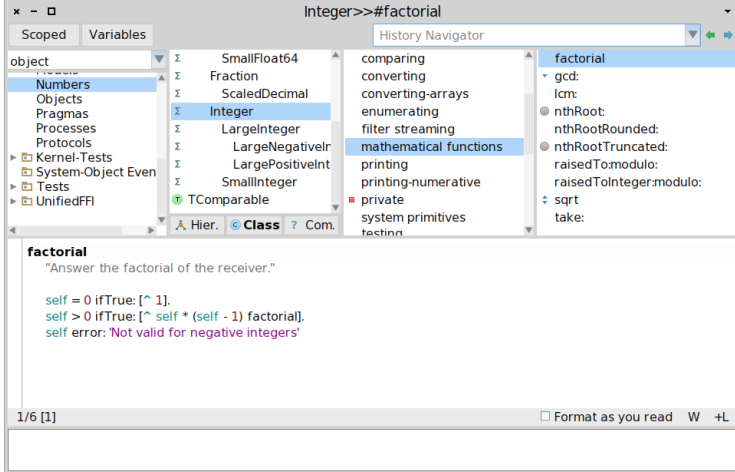 Integer>>#factorial
Scoped
Variables
History Navigator
object
Models
Numbers
Objects
Pragmas
Processes
Protocols
Kernel-Tests
System-Object Even
Tests
UnifiedFFI
Σ SmallFloat64
Σ Fraction
Σ ScaledDecimal
Σ Integer
Σ LargeInteger
Σ LargeNegativeIn
Σ LargePositiveInt
Σ SmallInteger
T TComparable
Hier.
C Class
? Com.
comparing
converting
converting-arrays
enumerating
filter streaming
mathematical functions
printing
printing-numerative
private
system primitives
testing
factorial
gcd:
lcm:
nthRoot:
nthRootRounded:
nthRootTruncated:
raisedTo:modulo:
raisedToInteger:modulo:
sqrt
take:
factorial
"Answer the factorial of the receiver."
self = 0 ifTrue: [^ 1].
self > 0 ifTrue: [^ self * (self - 1) factorial].
self error: 'Not valid for negative integers'
1/6 [1]
Format as you read
W
+L